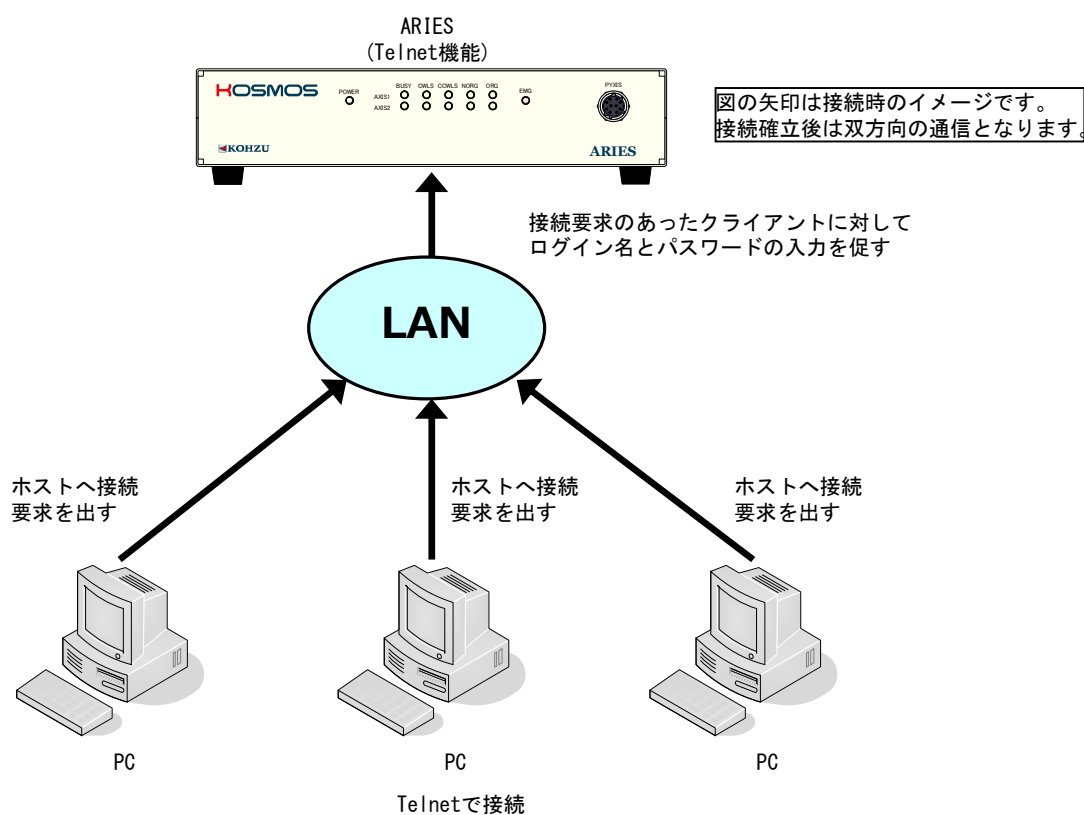 ARIES
(Telnet機能)
KOSMOS
POWER
BUSY CWLS CCWLS NORG ORG
EMG
PYXIS
AXIS1
AXIS2
KOHZU
ARIES
図の矢印は接続時のイメージです。
接続確立後は双方向の通信となります。
接続要求のあったクライアントに対して
ログイン名とパスワードの入力を促す
LAN
ホストへ接続
要求を出す
ホストへ接続
要求を出す
ホストへ接続
要求を出す
PC
PC
PC
Telnetで接続